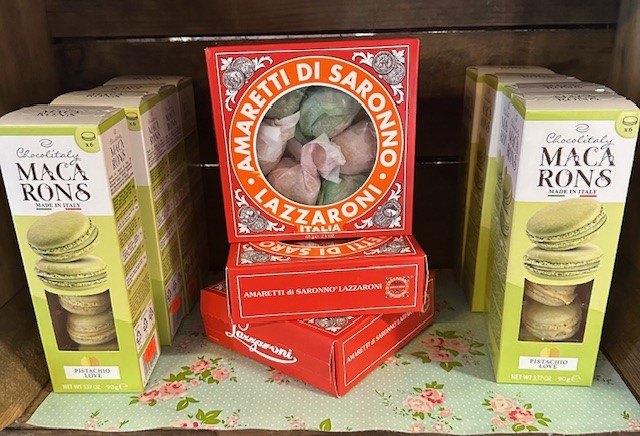 Chocolitaly
MACA
RONS
MADE IN ITALY
x6
PISTACHIO
LOVE
NET WT 3.17 OZ 90g e
AMARETTI DI SARONNO
LAZZARONI
ITALIA
AMARETTI di SARONNO LAZZARONI
Lazzaroni
AMARETTI di SARONNO LAZZARONI
Chocolitaly
MACA
RONS
MADE IN ITALY
x6
PISTACHIO
LOVE
NET WT 3.17 OZ 90g e